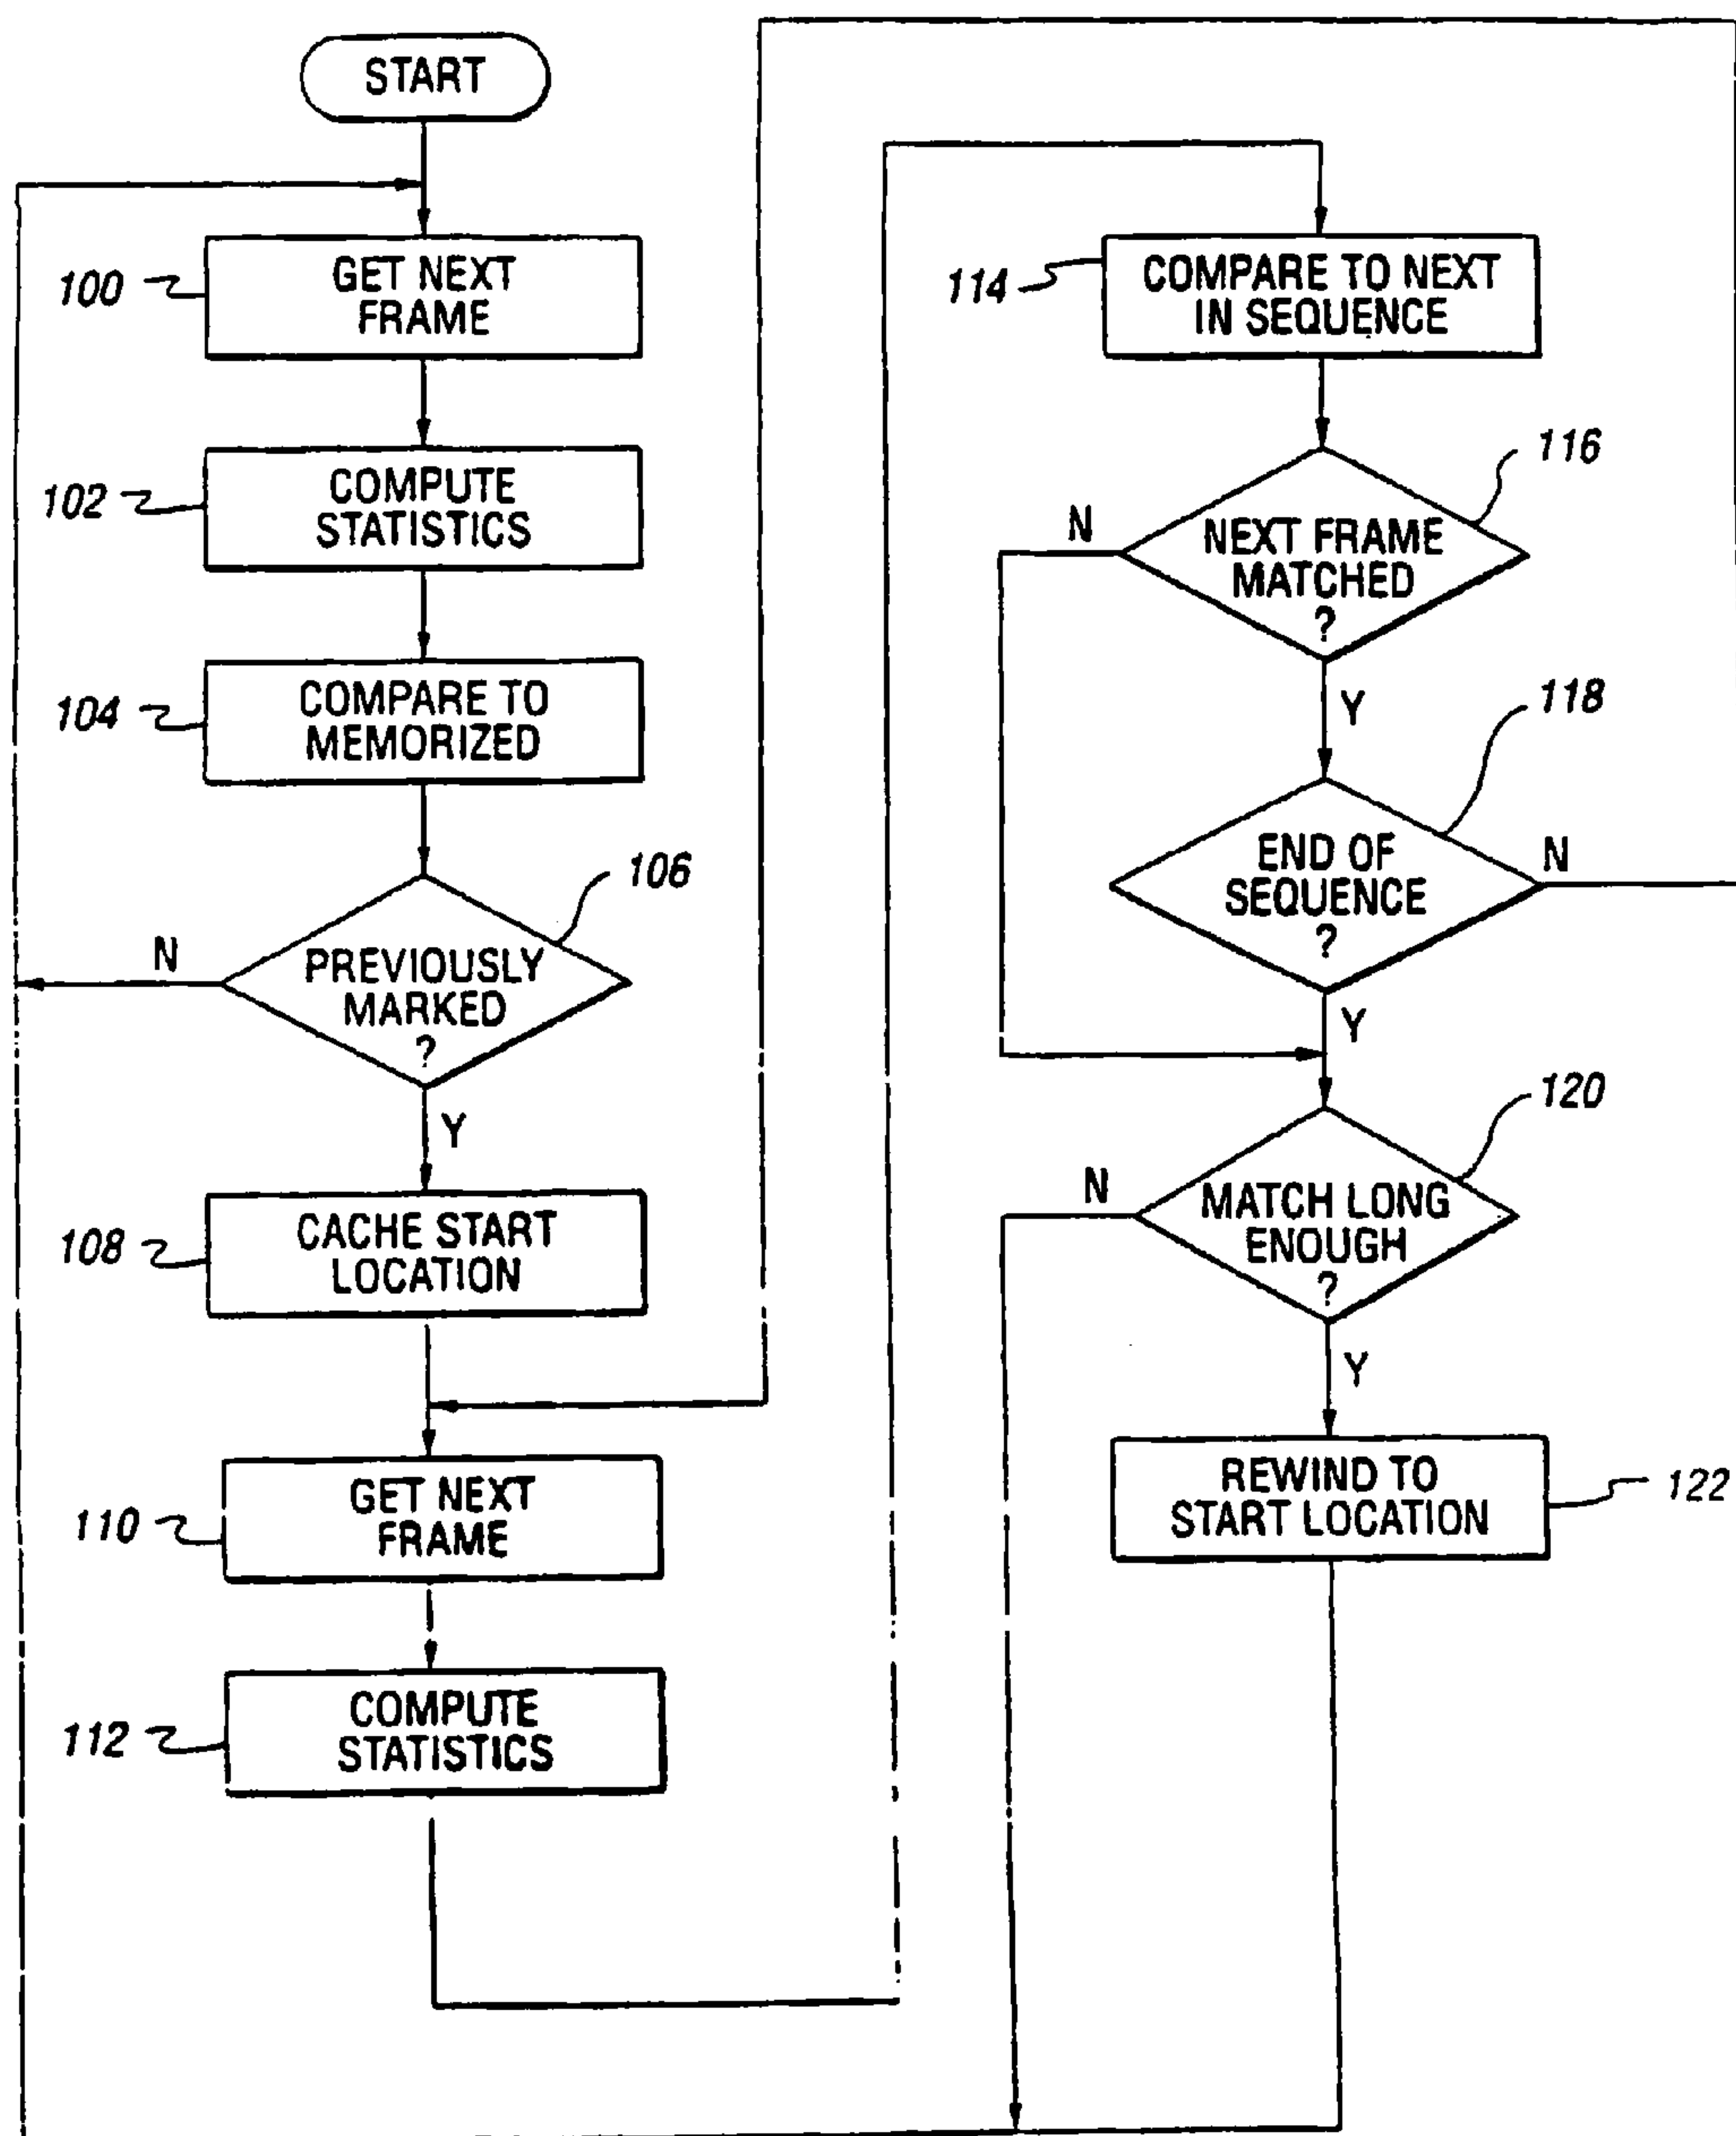 START
100
GET NEXT
FRAME
102
COMPUTE
STATISTICS
104
COMPARE TO
MEMORIZED
106
N
PREVIOUSLY
MARKED
?
Y
108
CACHE START
LOCATION
110
GET NEXT
FRAME
112
COMPUTE
STATISTICS
114
COMPARE TO NEXT
IN SEQUENCE
116
N
NEXT FRAME
MATCHED
?
Y
118
END OF
SEQUENCE
?
N
Y
120
N
MATCH LONG
ENOUGH
?
Y
REWIND TO
START LOCATION
122